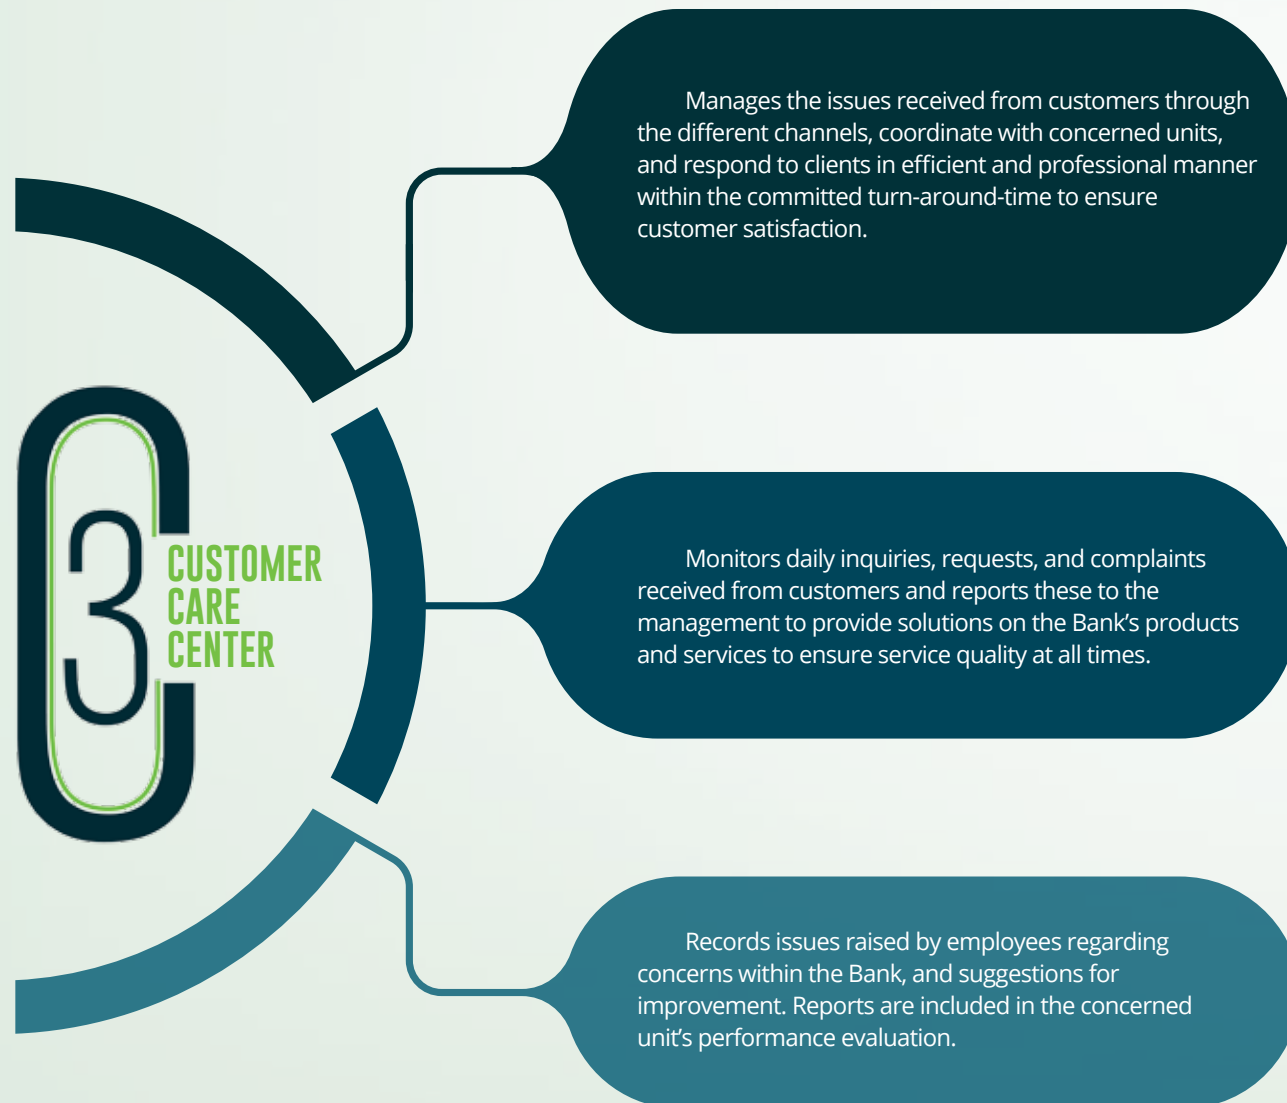 Manages the issues received from customers through
the different channels, coordinate with concerned units,
and respond to clients in efficient and professional manner
within the committed turn-around-time to ensure
customer satisfaction.
C3
CUSTOMER
CARE
CENTER
Monitors daily inquiries, requests, and complaints
received from customers and reports these to the
management to provide solutions on the Bank’s products
and services to ensure service quality at all times.
Records issues raised by employees regarding
concerns within the Bank, and suggestions for
improvement. Reports are included in the concerned
unit’s performance evaluation.